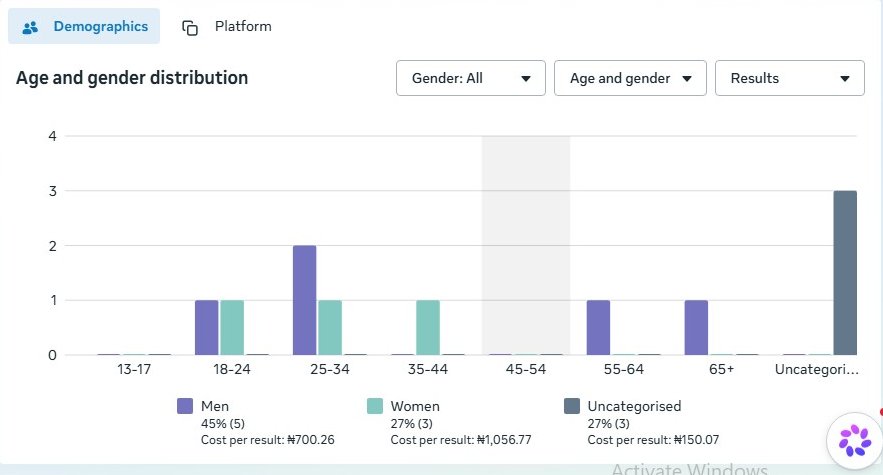 Demographics Platform
Age and gender distribution Gender: All Age and gender Results
4
3
2
1
0
13-17 18-24 25-34 35-44 45-54 55-64 65+ Uncategori...
Men Women Uncategorised
45% (5) 27% (3) 27% (3)
Cost per result: ₦700.26 Cost per result: ₦1,056.77 Cost per result: ₦150.07
Activate Windows